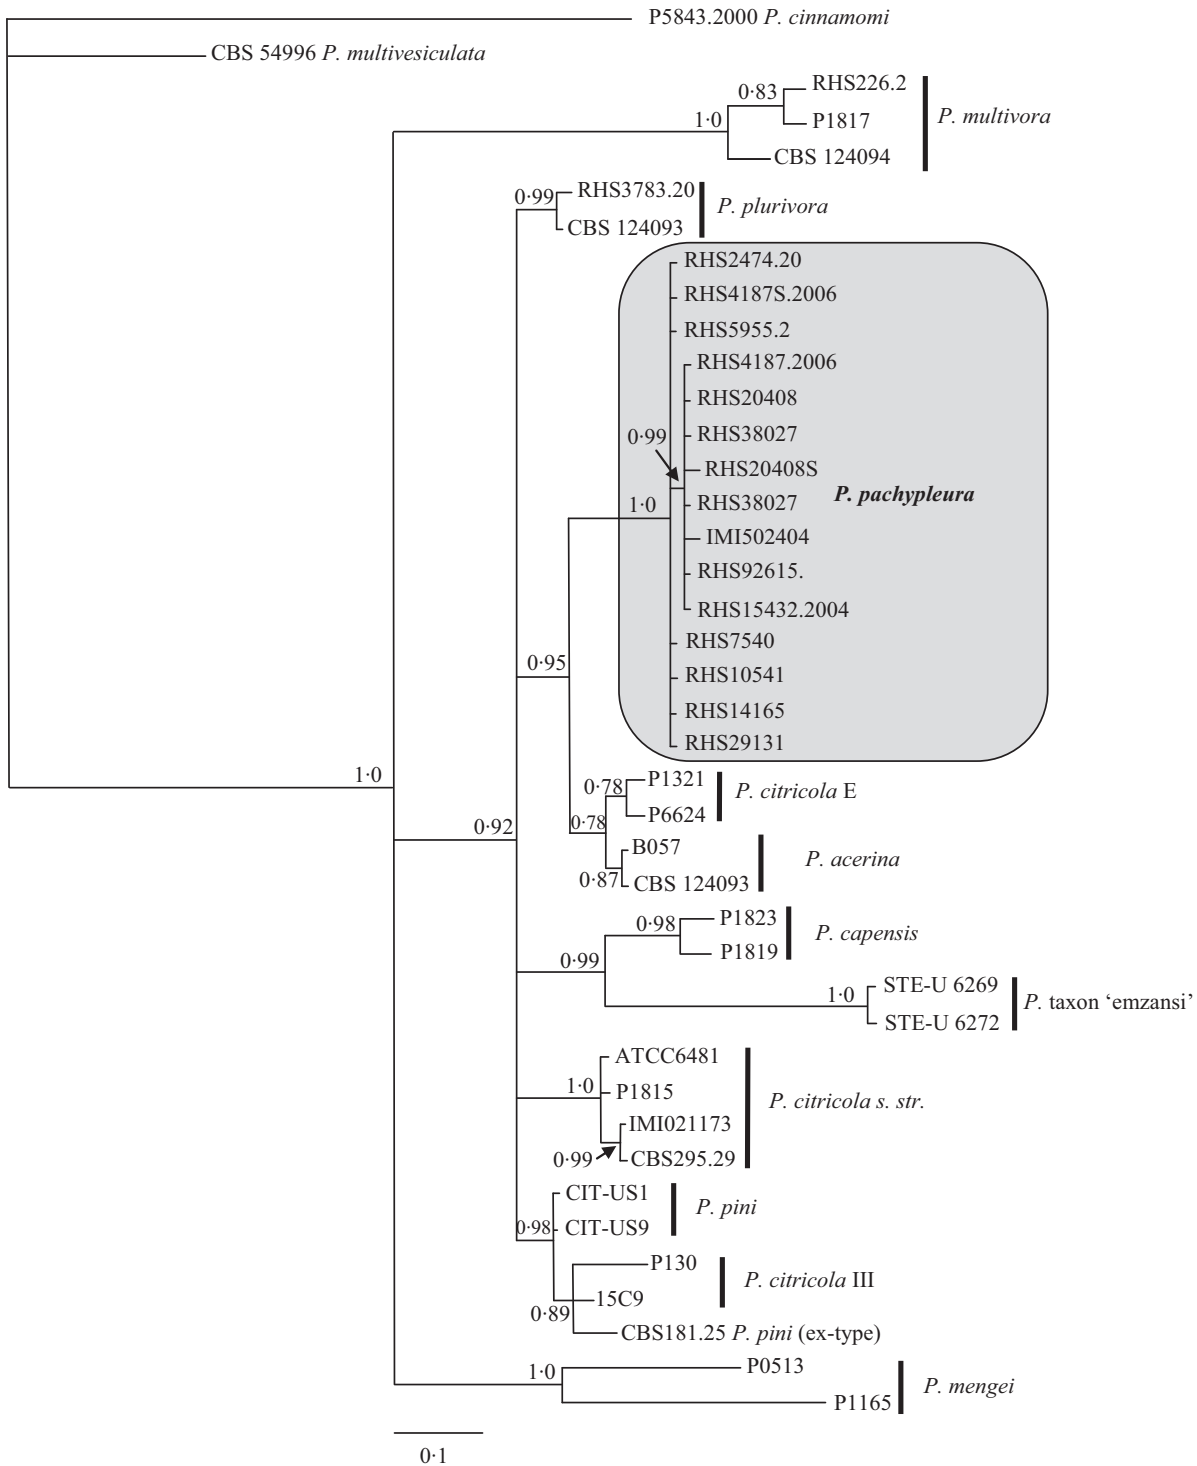 P5843.2000 P. cinnamomi
CBS 54996 P. multivesiculata
RHS226.2
0·83
P. multivora
1·0
P1817
CBS 124094
RHS3783.20
0·99
P. plurivora
CBS 124093
RHS2474.20
RHS4187S.2006
RHS5955.2
RHS4187.2006
RHS20408
RHS38027
0·99
RHS20408S
P. pachypleura
RHS38027
1·0
IMI502404
RHS92615.
RHS15432.2004
RHS7540
0·95
RHS10541
RHS14165
RHS29131
1·0
P1321
0·78
P. citricola E
P6624
0·78
0·92
B057
P. acerina
0·87
CBS 124093
P1823
0·98
P. capensis
P1819
0·99
STE-U 6269
1·0
P. taxon ‘emzansi’
STE-U 6272
ATCC6481
1·0
P1815
P. citricola s. str.
IMI021173
0·99
CBS295.29
CIT-US1
P. pini
0·98
CIT-US9
P130
P. citricola III
15C9
0·89
CBS181.25 P. pini (ex-type)
P0513
1·0
P. mengei
P1165
0·1